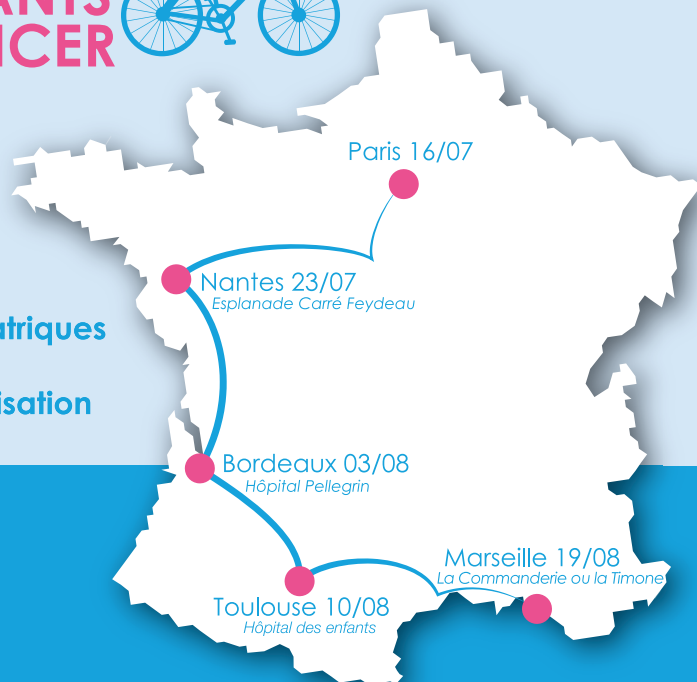 ANTS
NCER
Paris 16/07
Nantes 23/07
Esplanade Carré Feydeau
atriques
isation
Bordeaux 03/08
Hôpital Pellegrin
Marseille 19/08
La Commanderie ou la Timone
Toulouse 10/08
Hôpital des enfants